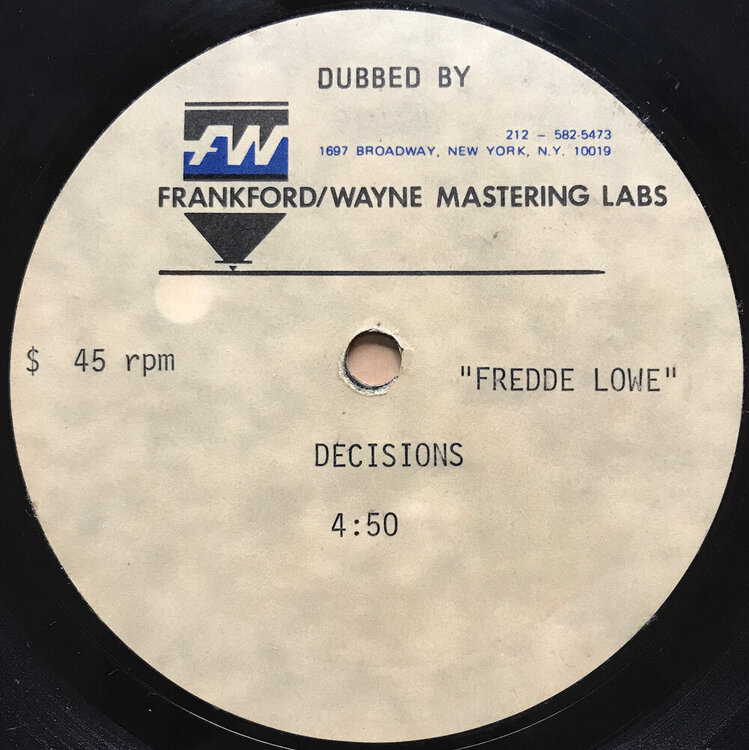 DUBBED BY
FW
212 - 582-5473
1697 BROADWAY, NEW YORK, N.Y. 10019
FRANKFORD/WAYNE MASTERING LABS
$ 45 rpm
"FREDDE LOWE"
DECISIONS
4:50